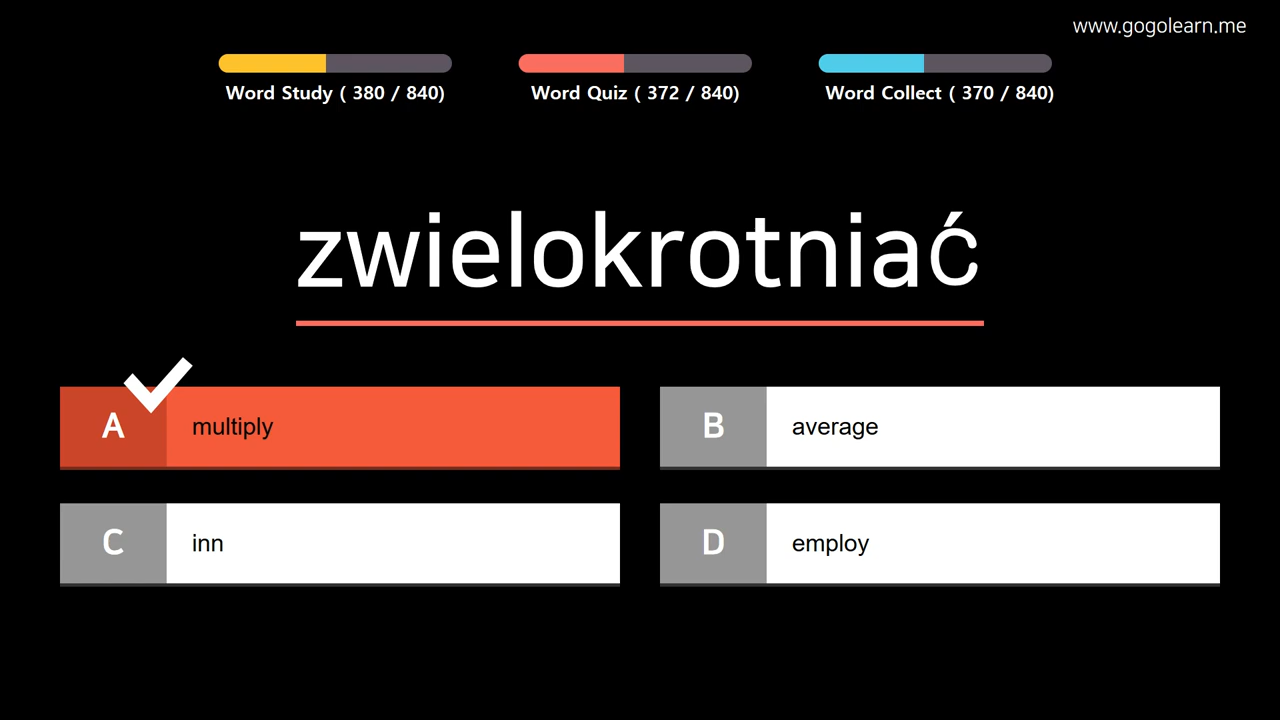 www.gogolearn.me
Word Study ( 380 / 840)
Word Quiz ( 372 / 840)
Word Collect ( 370 / 840)
zwielokrotniać
A multiply
B average
C inn
D employ